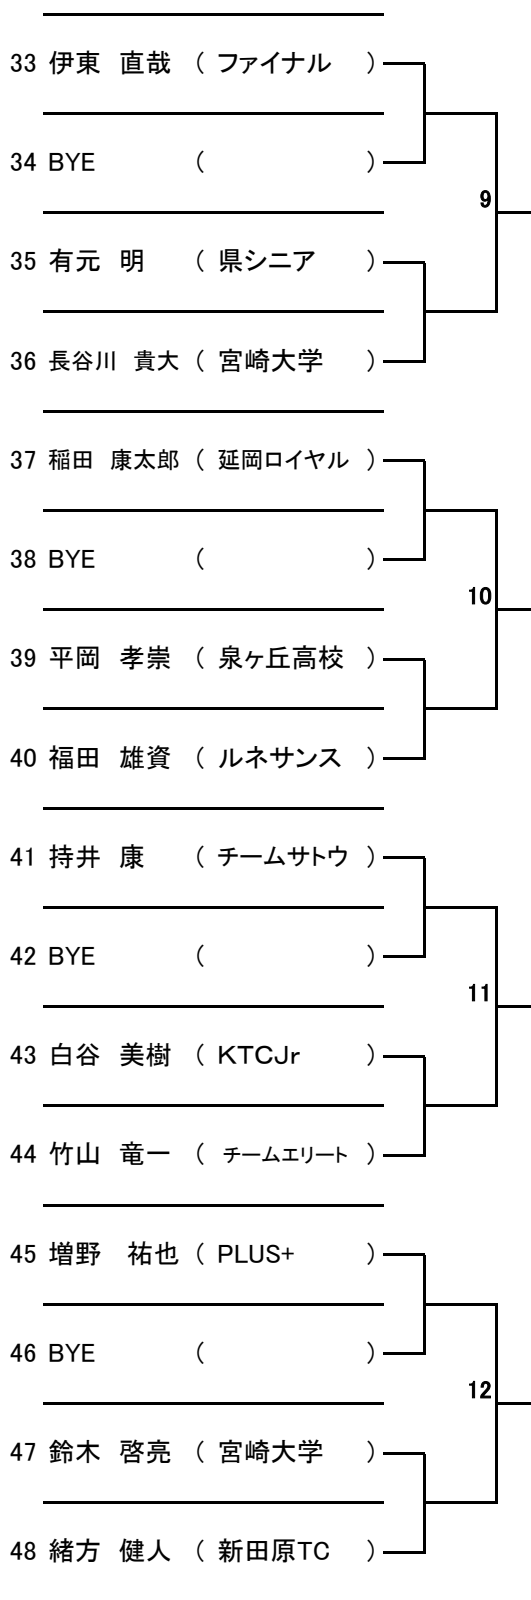 33 伊東 直哉 ( ファイナル )
34 BYE ( )
9
35 有元 明 ( 県シニア )
36 長谷川 貴大 ( 宮崎大学 )
37 稲田 康太郎 ( 延岡ロイヤル )
38 BYE ( )
10
39 平岡 孝崇 ( 泉ヶ丘高校 )
40 福田 雄資 ( ルネサンス )
41 持井 康 ( チームサトウ )
42 BYE ( )
11
43 白谷 美樹 ( KTCJr )
44 竹山 竜一 ( チームエリート )
45 増野 祐也 ( PLUS+ )
46 BYE ( )
12
47 鈴木 啓亮 ( 宮崎大学 )
48 緒方 健人 ( 新田原TC )